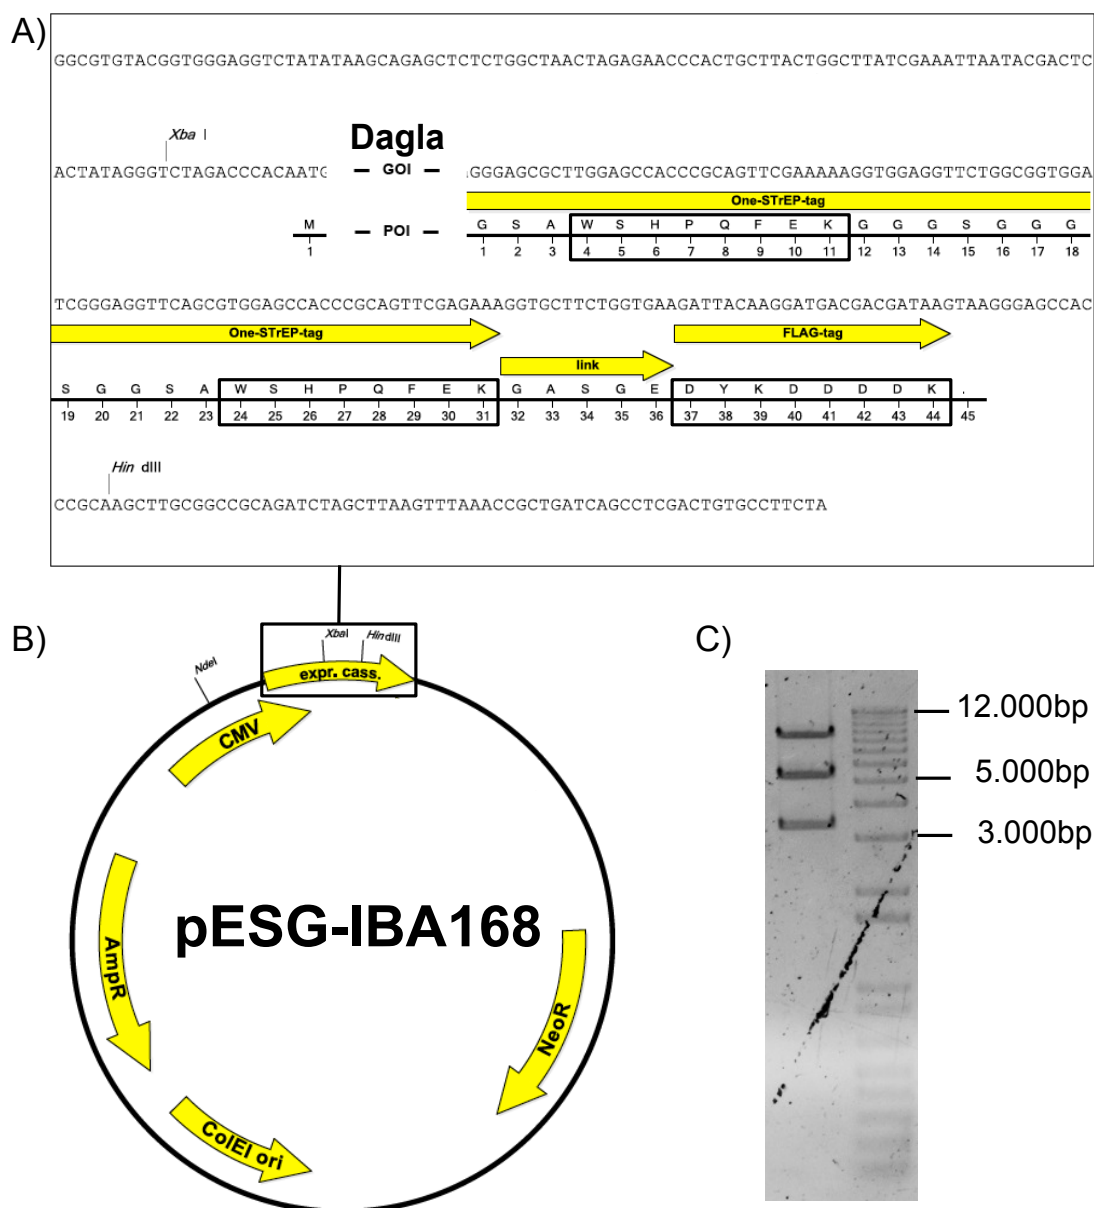 A)
GGCGTGTACGGTGGGAGGTCTATATAAGCAGAGCTCTCTGGCTAACTAGAGAACCCACTGCTTACTGGCTTATCGAAATTAATACGACTC
Xba I
Dagla
ACTATAGGGTCTAGACCCACAATG — GOI — GGGAGCGCTTGGAGCCACCCGCAGTTCGAAAAAGGTGGAGGTTCTGGCGGTGGA
One-STrEP-tag
M — POI — G S A W S H P Q F E K G G G S G G G
1 1 2 3 4 5 6 7 8 9 10 11 12 13 14 15 16 17 18
TCGGGAGGTTCAGCGTGGAGCCACCCGCAGTTCGAGAAAGGTGCTTCTGGTGAAGATTACAAGGATGACGACGATAAGTAAGGGAGCCAC
One-STrEP-tag FLAG-tag
link
S G G S A W S H P Q F E K G A S G E D Y K D D D D K .
19 20 21 22 23 24 25 26 27 28 29 30 31 32 33 34 35 36 37 38 39 40 41 42 43 44 45
Hin dIII
CCGCAAGCTTGCGGCCGCAGATCTAGCTTAAGTTTAAACCGCTGATCAGCCTCGACTGTGCCTTCTA
B)
NdeI
XbaI HindIII
expr. cass.
CMV
AmpR
pESG-IBA168
NeoR
ColEI ori
C)
12.000bp
5.000bp
3.000bp